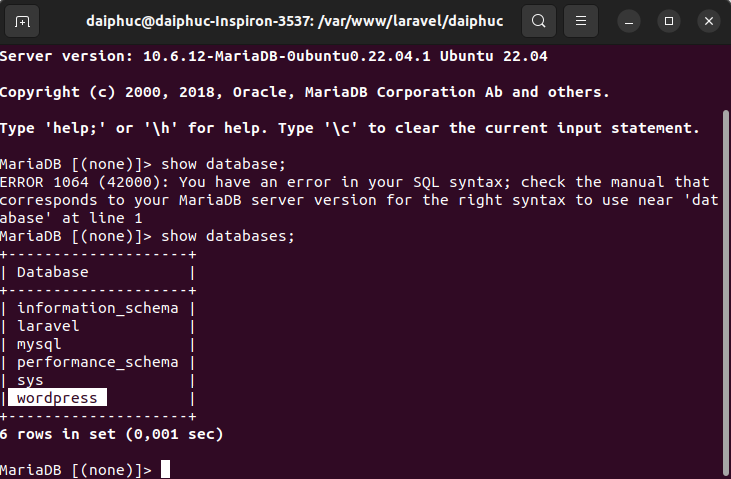 daiphuc@daiphuc-Inspiron-3537: /var/www/laravel/daiphuc
Server version: 10.6.12-MariaDB-0ubuntu0.22.04.1 Ubuntu 22.04
Copyright (c) 2000, 2018, Oracle, MariaDB Corporation Ab and others.
Type 'help;' or '\h' for help. Type '\c' to clear the current input statement.
MariaDB [(none)]> show database;
ERROR 1064 (42000): You have an error in your SQL syntax; check the manual that
corresponds to your MariaDB server version for the right syntax to use near 'dat
abase' at line 1
MariaDB [(none)]> show databases;
+--------------------+
| Database           |
+--------------------+
| information_schema |
| laravel            |
| mysql              |
| performance_schema |
| sys                |
| wordpress          |
+--------------------+
6 rows in set (0,001 sec)
MariaDB [(none)]>